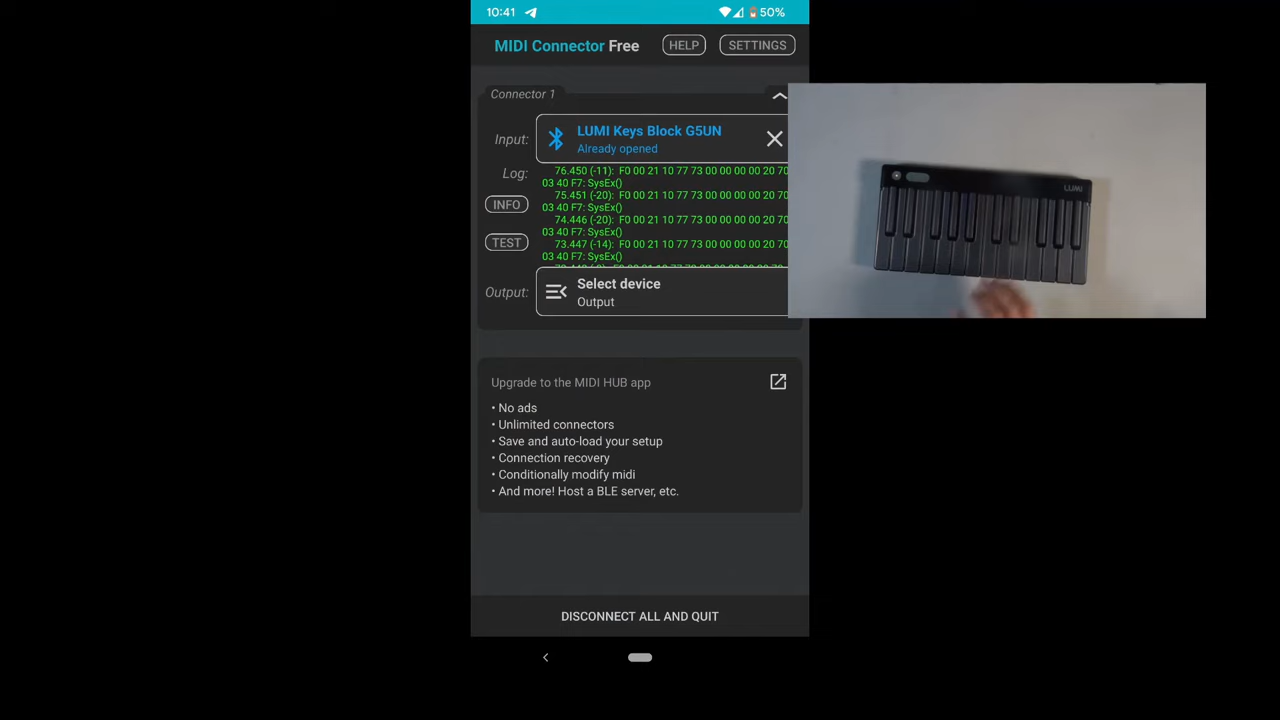 10:41 50%
MIDI Connector Free HELP SETTINGS
Connector 1
Input: LUMI Keys Block G5UN
Already opened
Log: 76.450 (-11): F0 00 21 10 77 73 00 00 00 00 20 70
03 40 F7: SysEx()
75.451 (-20): F0 00 21 10 77 73 00 00 00 00 20 70
03 40 F7: SysEx()
INFO
74.446 (-20): F0 00 21 10 77 73 00 00 00 00 20 70
03 40 F7: SysEx()
TEST
73.447 (-14): F0 00 21 10 77 73 00 00 00 00 20 70
03 40 F7: SysEx()
Output: Select device
Output
Upgrade to the MIDI HUB app
• No ads
• Unlimited connectors
• Save and auto-load your setup
• Connection recovery
• Conditionally modify midi
• And more! Host a BLE server, etc.
DISCONNECT ALL AND QUIT
LUMI